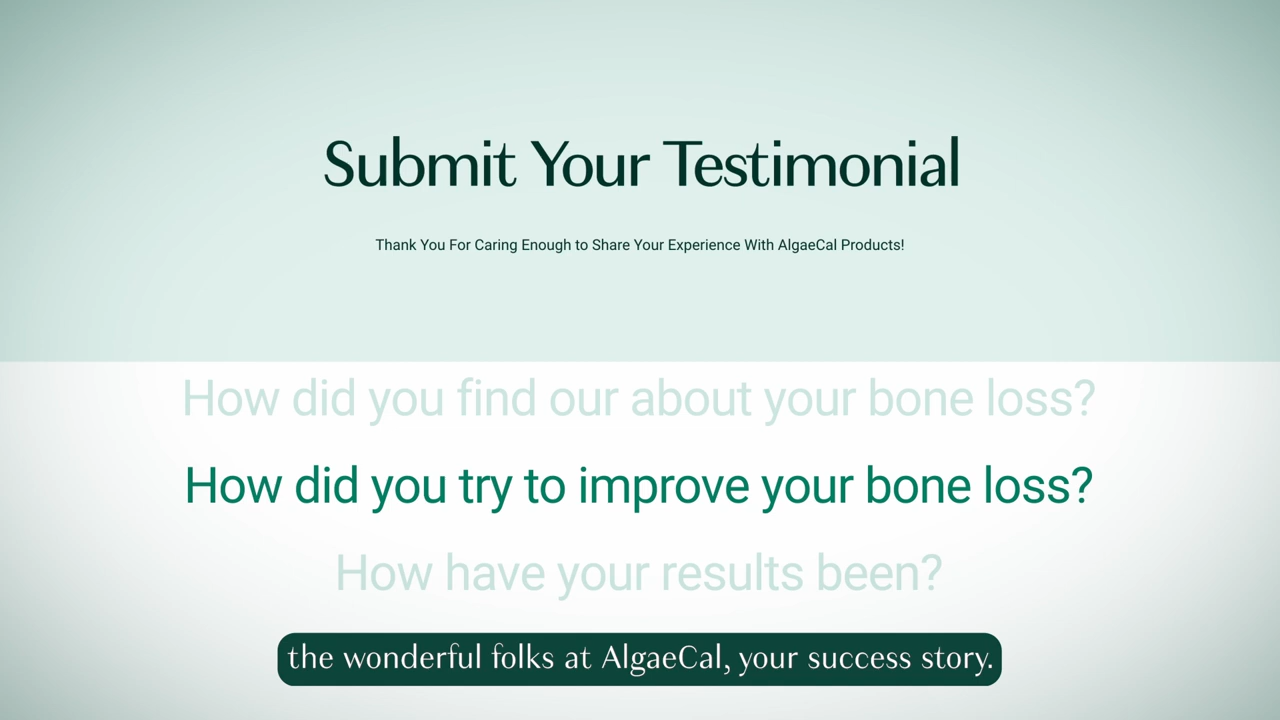 Submit Your Testimonial
Thank You For Caring Enough to Share Your Experience With AlgaeCal Products!
How did you find our about your bone loss?
How did you try to improve your bone loss?
How have your results been?
the wonderful folks at AlgaeCal, your success story.